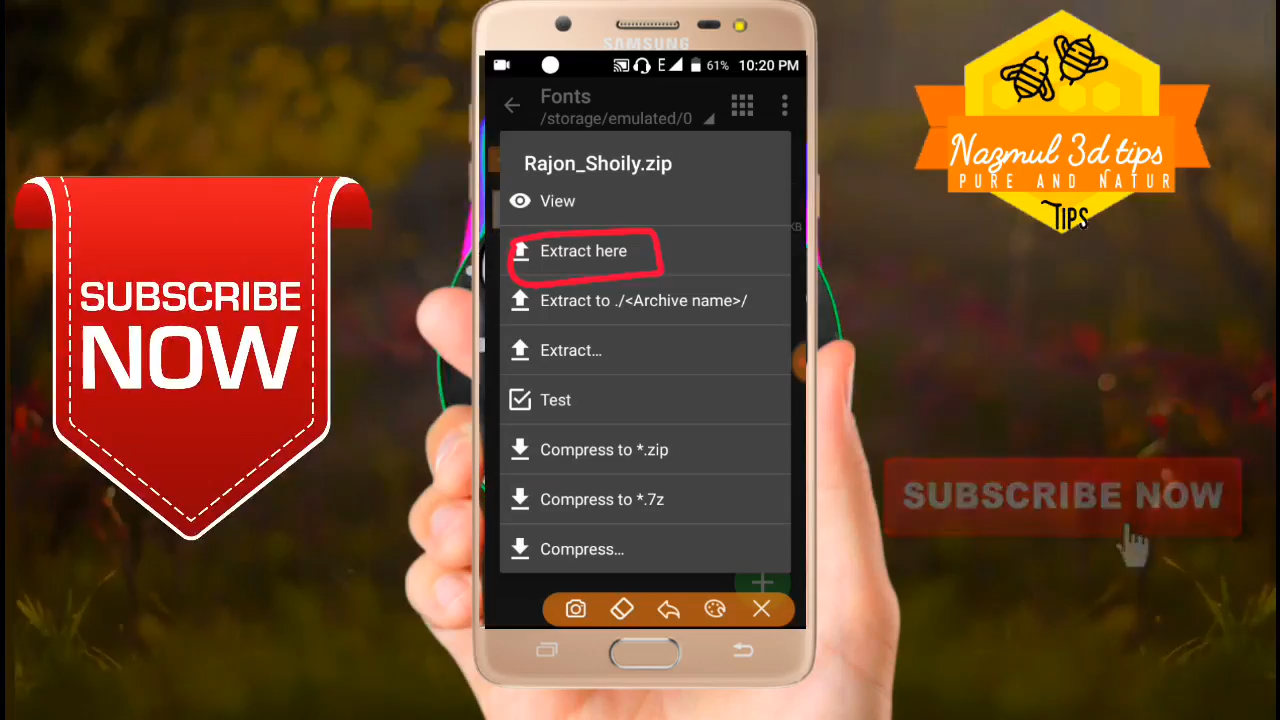 SUBSCRIBE
NOW
SAMSUNG
E
61%
10:20 PM
Fonts
/storage/emulated/0
Rajon_Shoily.zip
View
Extract here
Extract to ./<Archive name>/
Extract...
Test
Compress to *.zip
Compress to *.7z
Compress...
KB
Nazmul 3d tips
PURE AND NATUR
TIPS
SUBSCRIBE NOW